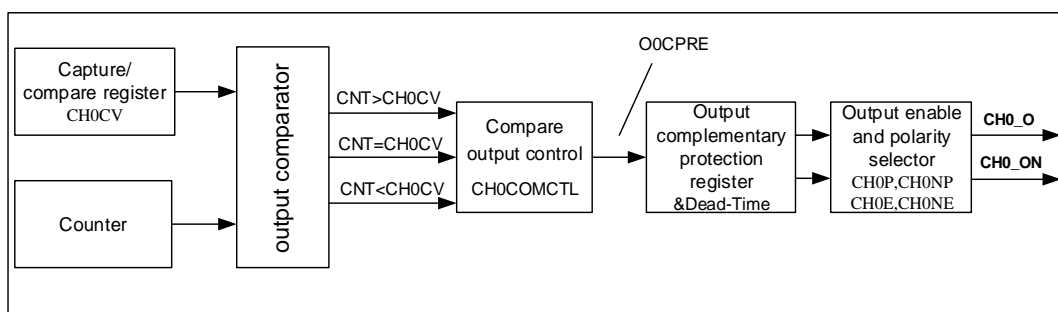 Capture/
compare register
CH0CV
Counter
output comparator
CNT>CH0CV
CNT=CH0CV
CNT<CH0CV
Compare
output control
CH0COMCTL
O0CPRE
Output
complementary
protection
register
&Dead-Time
Output enable
and polarity
selector
CH0P,CH0NP
CH0E,CH0NE
CH0_O
CH0_ON